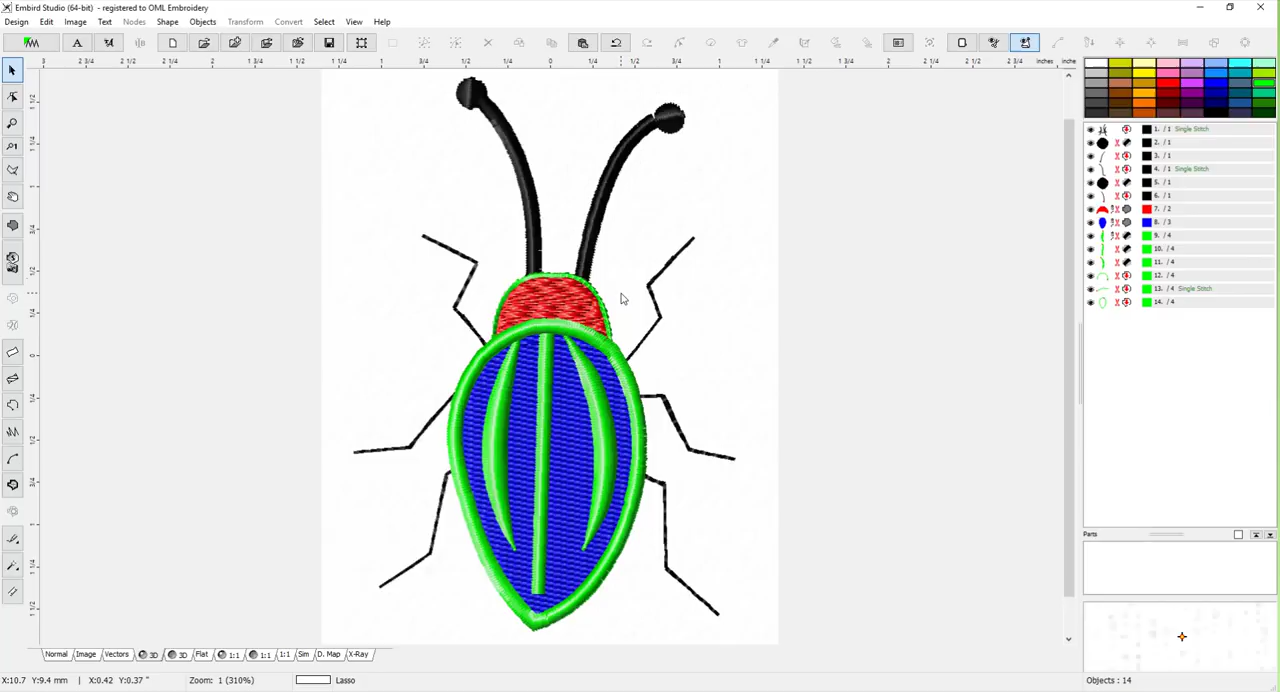 Embird Studio (64-bit) - registered to OML Embroidery
Design Edit Image Text Nodes Shape Objects Transform Convert Select View Help
3 2 3/4 2 1/2 2 1/4 2 1 3/4 1 1/2 1 1/4 1 3/4 1/2 1/4 0 1/4 1/2 3/4 1 1 1/4 1 1/2 1 3/4 2 2 1/4 2 1/2 2 3/4 inches
1. / 1 Single Stitch
2. / 1
3. / 1
4. / 1 Single Stitch
5. / 1
6. / 1
7. / 2
8. / 3
9. / 4
10. / 4
11. / 4
12. / 4
13. / 4 Single Stitch
14. / 4
Parts
Normal Image Vectors 3D 3D Flat 1:1 1:1 1:1 Sim D. Map X-Ray
X:10.7 Y:9.4 mm X:0.42 Y:0.37 " Zoom: 1 (310%) Lasso Objects : 14